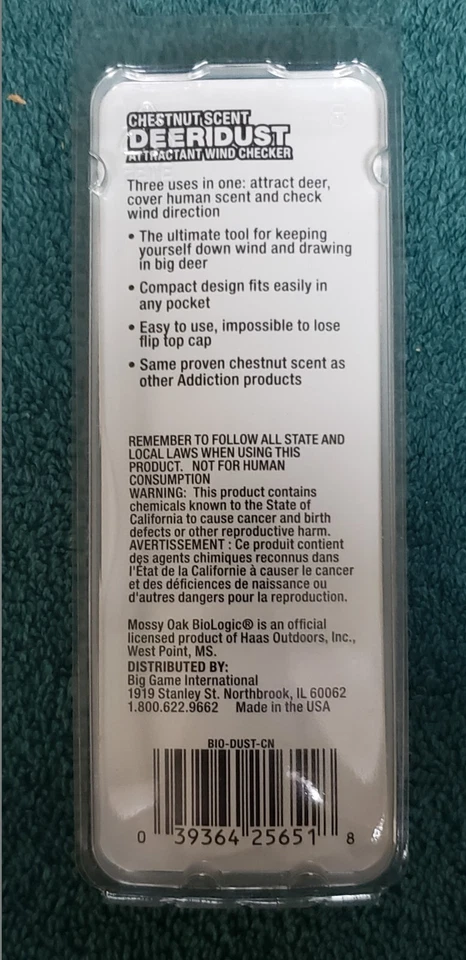 CHESTNUT SCENT
DEER DUST
ATTRACTANT WIND CHECKER
Three uses in one: attract deer,
cover human scent and check
wind direction
• The ultimate tool for keeping
yourself down wind and drawing
in big deer
• Compact design fits easily in
any pocket
• Easy to use, impossible to lose
flip top cap
• Same proven chestnut scent as
other Addiction products
REMEMBER TO FOLLOW ALL STATE AND
LOCAL LAWS WHEN USING THIS
PRODUCT. NOT FOR HUMAN
CONSUMPTION
WARNING: This product contains
chemicals known to the State of
California to cause cancer and birth
defects or other reproductive harm.
AVERTISSEMENT : Ce produit contient
des agents chimiques reconnus dans
l'État de la Californie à causer le cancer
et des déficiences de naissance ou
d'autres dangers pour la reproduction.
Mossy Oak BioLogic® is an official
licensed product of Haas Outdoors, Inc.,
West Point, MS.
DISTRIBUTED BY:
Big Game International
1919 Stanley St. Northbrook, IL 60062
1.800.622.9662 Made in the USA
BIO-DUST-CN
0 39364 25651 8